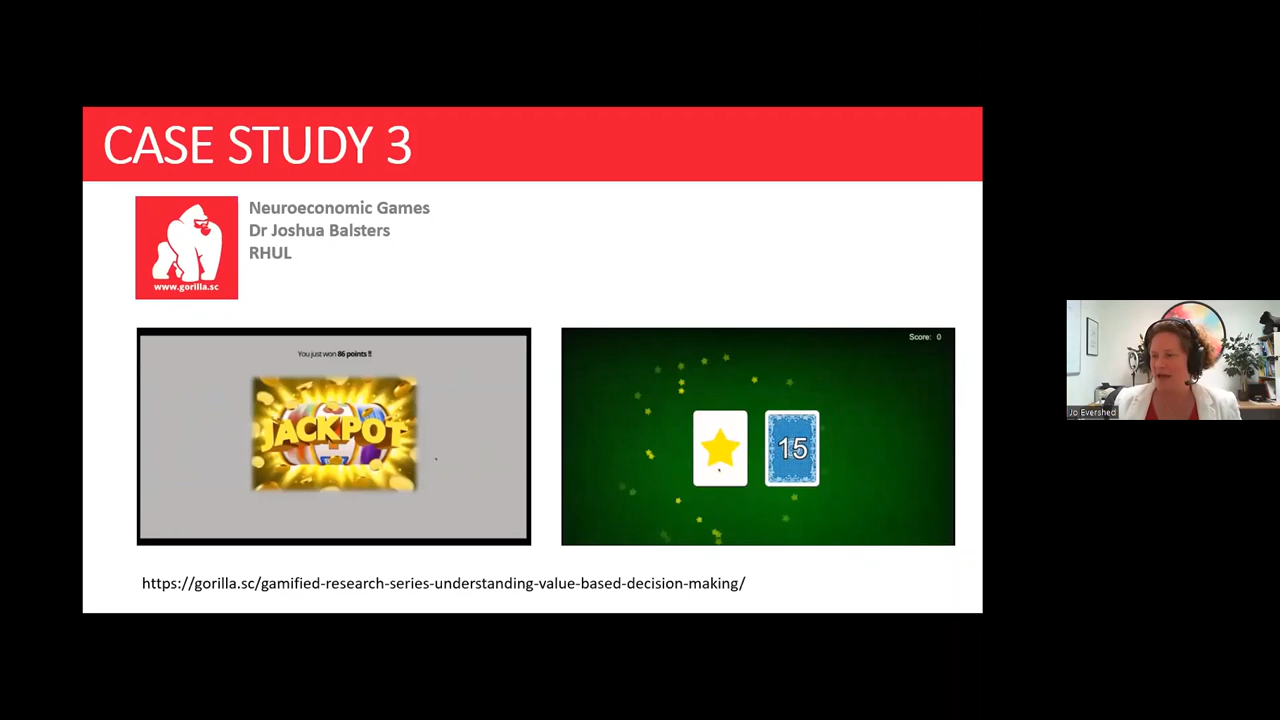 CASE STUDY 3
www.gorilla.sc
Neuroeconomic Games
Dr Joshua Balsters
RHUL
You just won 86 points !!
JACKPOT
Score: 0
15
https://gorilla.sc/gamified-research-series-understanding-value-based-decision-making/
Jo Evershed